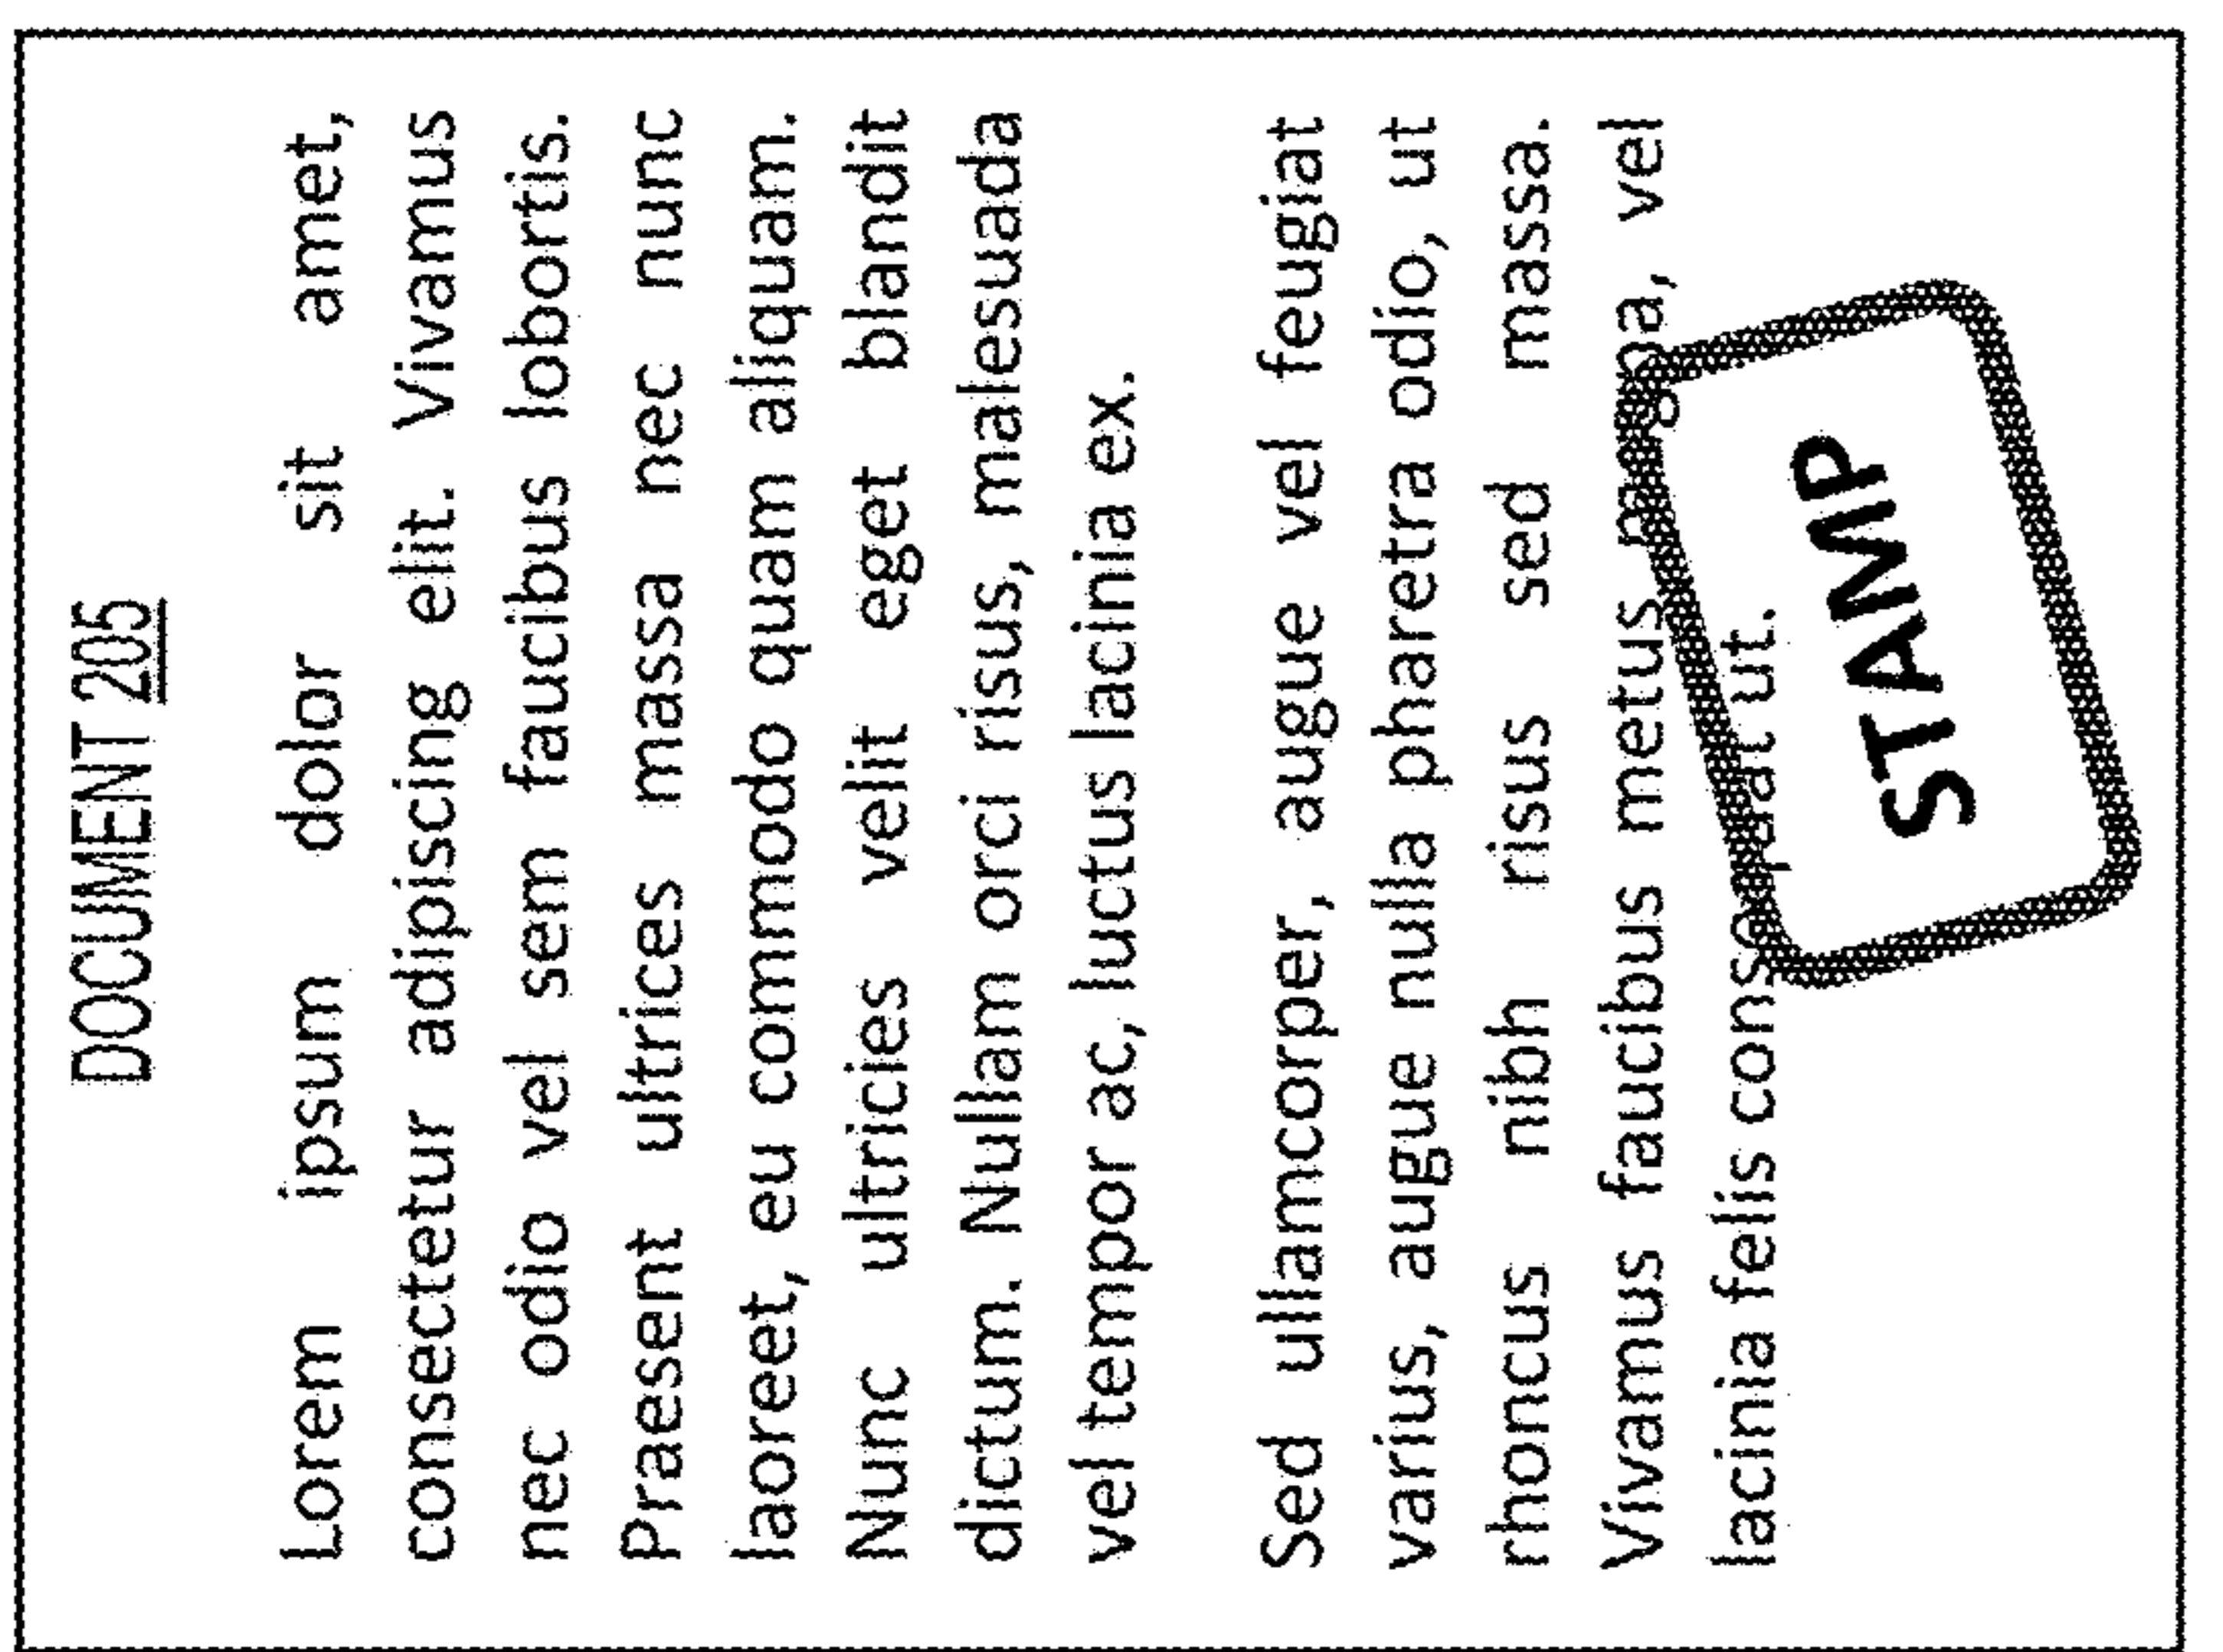 DOCUMENT 205
Lorem ipsum dolor sit amet,
consectetur adipiscing elit. Vivamus
nec odio vel sem faucibus lobortis.
Praesent ultrices massa nec nunc
laoreet, eu commodo quam aliquam.
Nunc ultricies velit eget blandit
dictum. Nullam orci risus, malesuada
vel tempor ac, luctus lacinia ex.
Sed ullamcorper, augue vel feugiat
varius, augue nulla pharetra odio, ut
rhoncus nibh risus sed massa.
Vivamus faucibus metus magna, vel
lacinia felis consequat ut.
STAMP